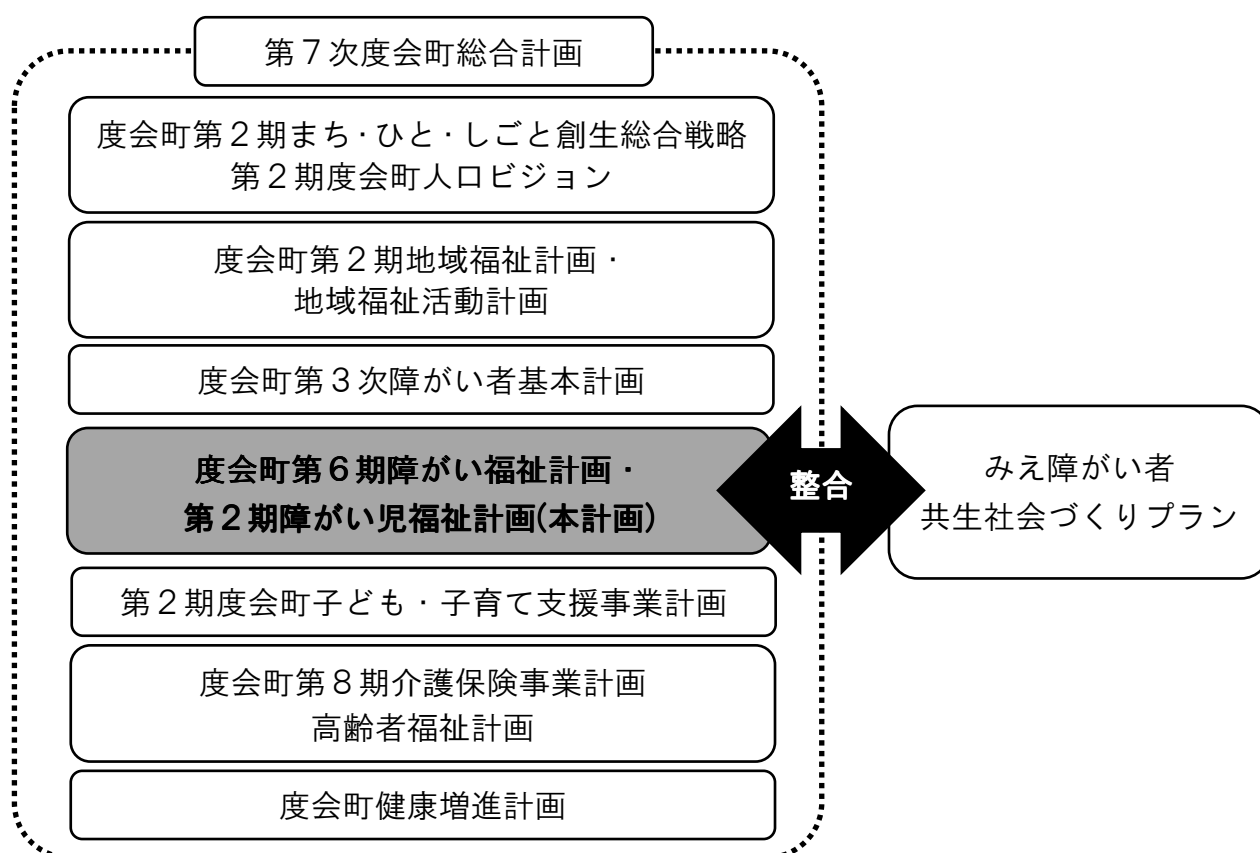 第７次度会町総合計画
度会町第２期まち・ひと・しごと創生総合戦略
第２期度会町人口ビジョン
度会町第２期地域福祉計画・
地域福祉活動計画
度会町第３次障がい者基本計画
度会町第６期障がい福祉計画・
第２期障がい児福祉計画(本計画)
整合
みえ障がい者
共生社会づくりプラン
第２期度会町子ども・子育て支援事業計画
度会町第８期介護保険事業計画
高齢者福祉計画
度会町健康増進計画